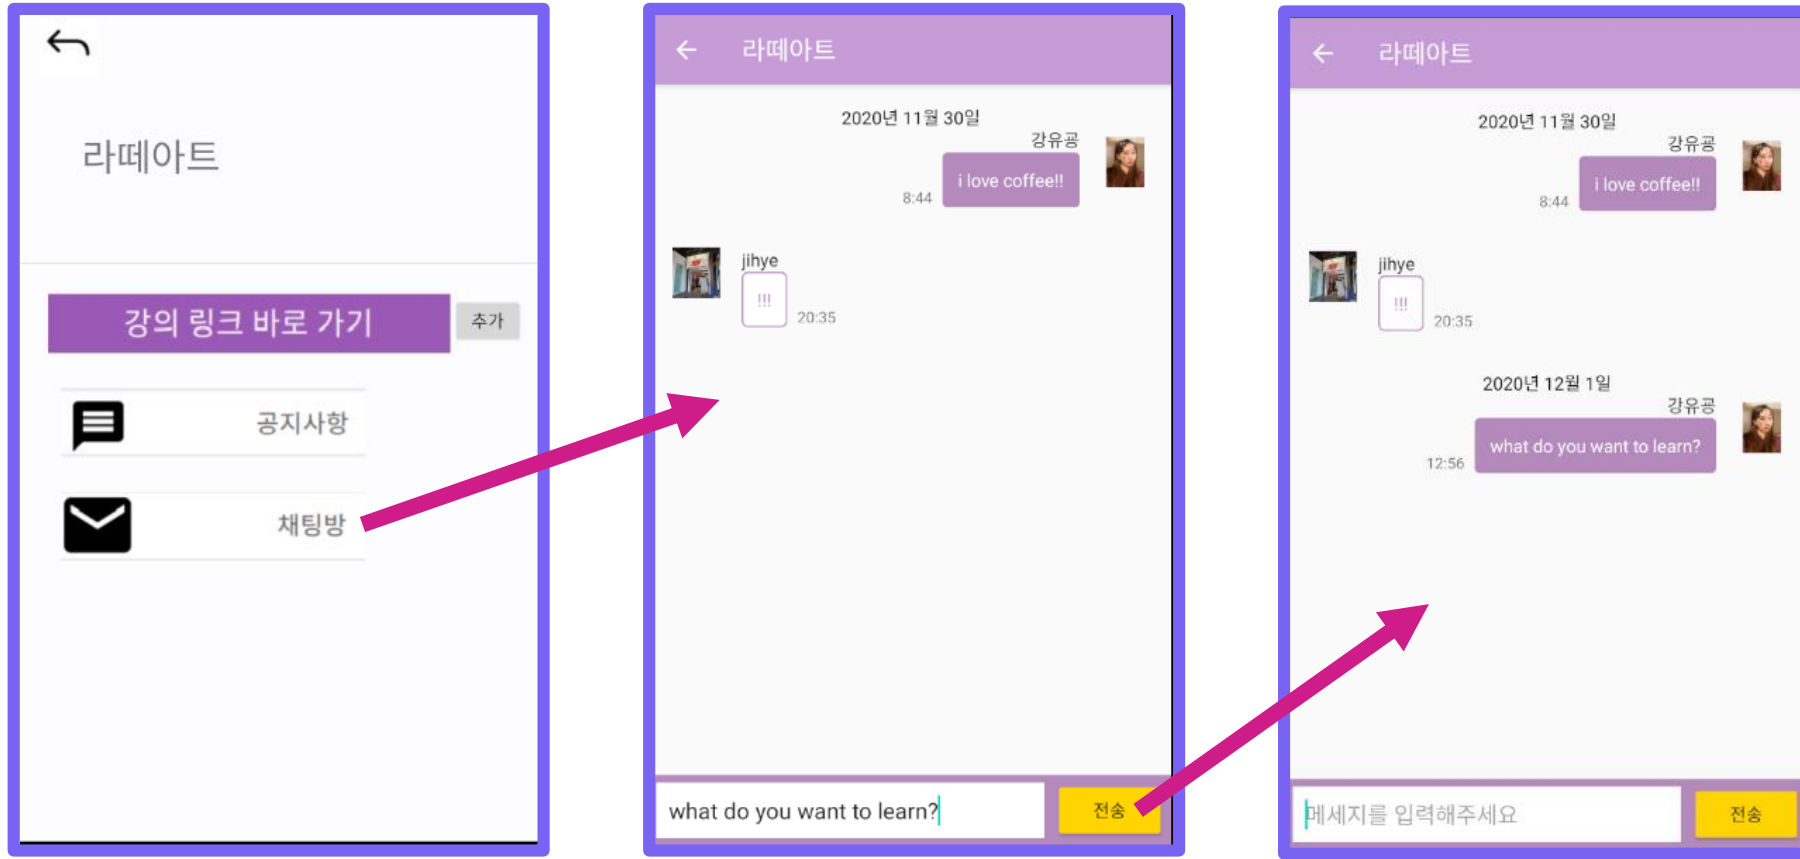 라떼아트
강의 링크 바로 가기
추가
공지사항
채팅방
라떼아트
2020년 11월 30일
강유공
i love coffee!!
8:44
jihye
!!!
20:35
what do you want to learn?
전송
라떼아트
2020년 11월 30일
강유공
i love coffee!!
8:44
jihye
!!!
20:35
2020년 12월 1일
강유공
what do you want to learn?
12:56
메세지를 입력해주세요
전송